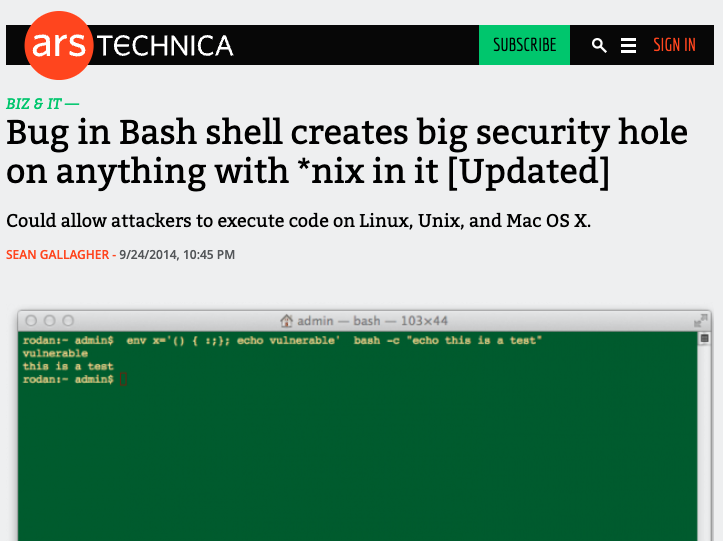 ars TECHNICA
SUBSCRIBE
SIGN IN
BIZ & IT —
Bug in Bash shell creates big security hole
on anything with *nix in it [Updated]
Could allow attackers to execute code on Linux, Unix, and Mac OS X.
SEAN GALLAGHER - 9/24/2014, 10:45 PM
admin — bash — 103×44
rodan:~ admin$  env x='() { :;}; echo vulnerable'  bash -c "echo this is a test"
vulnerable
this is a test
rodan:~ admin$